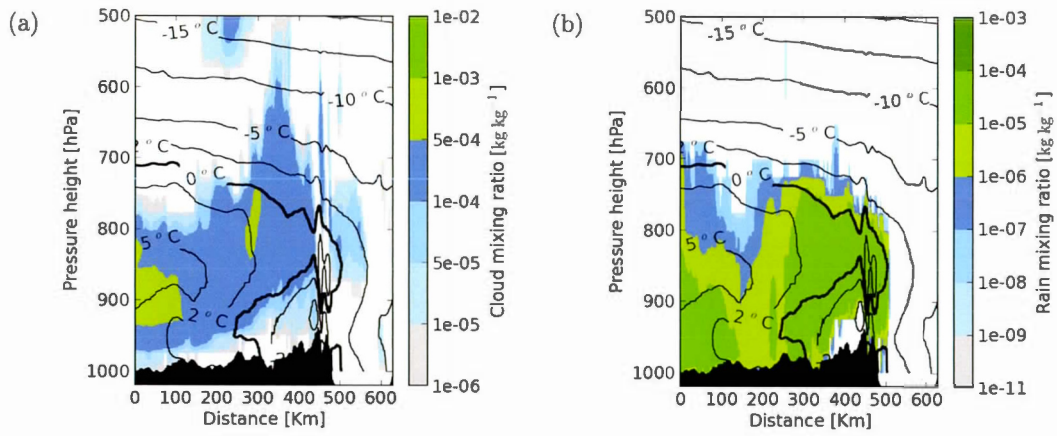 (a)
500
600
700
800
900
1000
Pressure height [hPa]
-15 ° C
-10 ° C
-5 ° C
2 ° C
0 ° C
5 ° C
2 ° C
0 100 200 300 400 500 600
Distance [Km]
1e-02
1e-03
5e-04
1e-04
5e-05
1e-05
1e-06
Cloud mixing ratio [kg kg⁻¹]
(b)
500
600
700
800
900
1000
Pressure height [hPa]
-15 ° C
-10 ° C
-5 ° C
0 ° C
5 ° C
2 ° C
0 100 200 300 400 500 600
Distance [Km]
1e-03
1e-04
1e-05
1e-06
1e-07
1e-08
1e-09
1e-11
Rain mixing ratio [kg kg⁻¹]